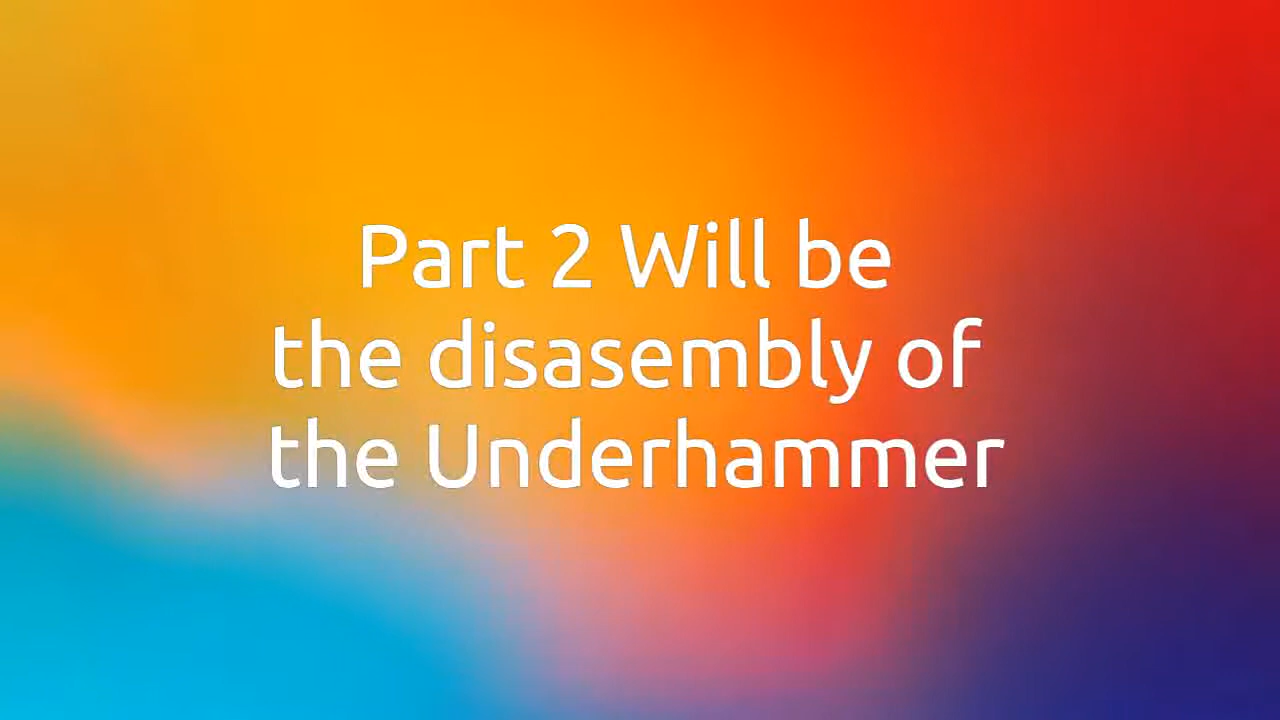 Part 2 Will be
the disasembly of
the Underhammer